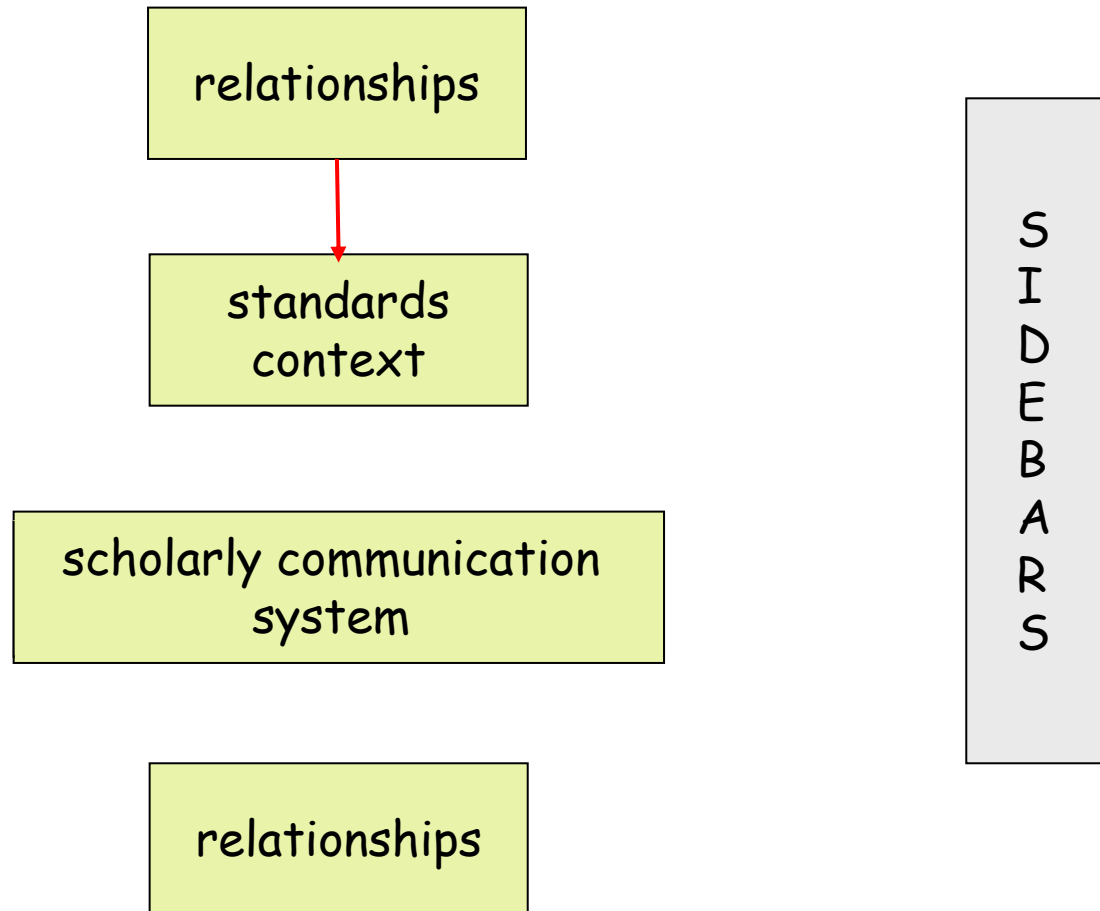 relationships
standards
context
scholarly communication
system
relationships
S
I
D
E
B
A
R
S